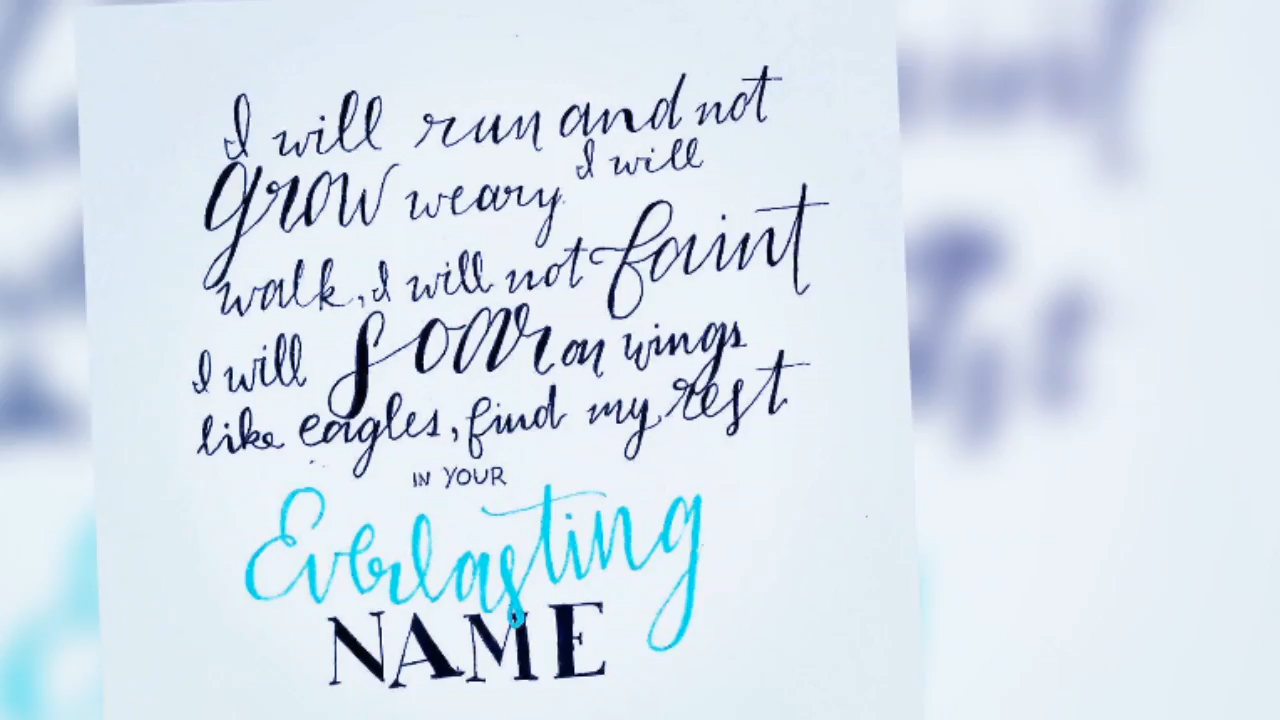 I will run and not
grow weary I will
walk, I will not faint
I will soar on wings
like eagles, find my rest
IN YOUR
Everlasting
NAME